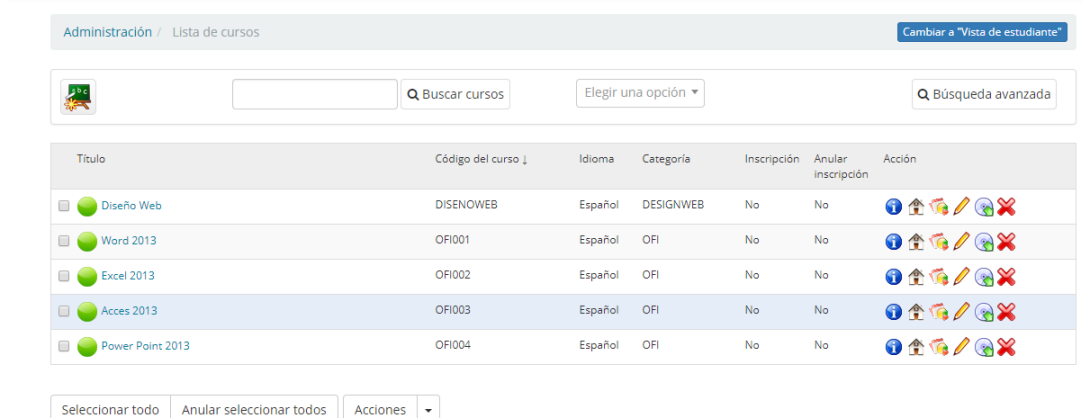 Administración / Lista de cursos Cambiar a "Vista de estudiante"
Buscar cursos Elegir una opción Búsqueda avanzada
Título Código del curso ↓ Idioma Categoría Inscripción Anular inscripción Acción
Diseño Web DISENOWEB Español DESIGNWEB No No
Word 2013 OFI001 Español OFI No No
Excel 2013 OFI002 Español OFI No No
Acces 2013 OFI003 Español OFI No No
Power Point 2013 OFI004 Español OFI No No
Seleccionar todo Anular seleccionar todos Acciones